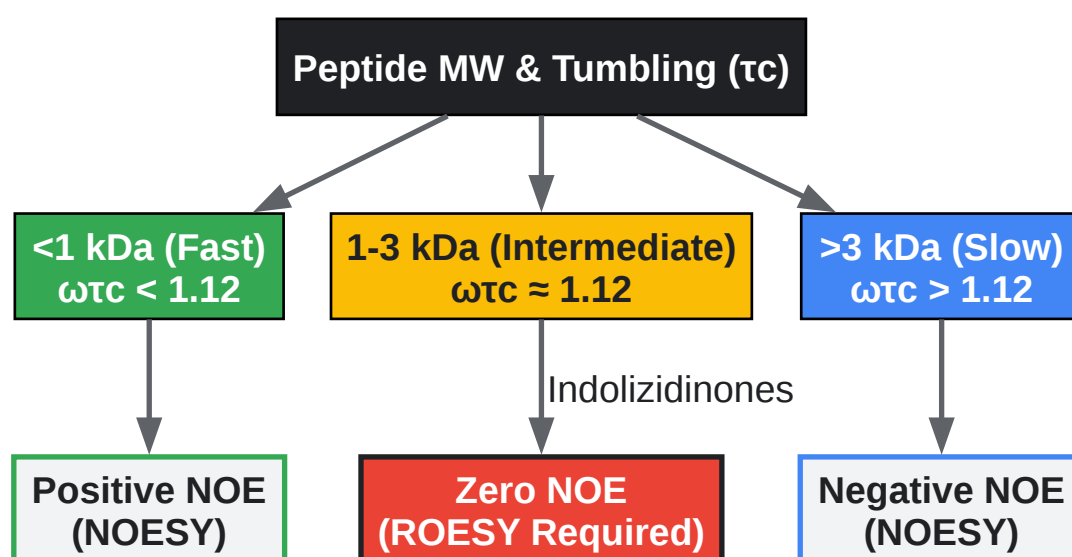 Peptide MW & Tumbling (τc)
<1 kDa (Fast)
ωτc < 1.12
1-3 kDa (Intermediate)
ωτc ≈ 1.12
>3 kDa (Slow)
ωτc > 1.12
Indolizidinones
Positive NOE
(NOESY)
Zero NOE
(ROESY Required)
Negative NOE
(NOESY)